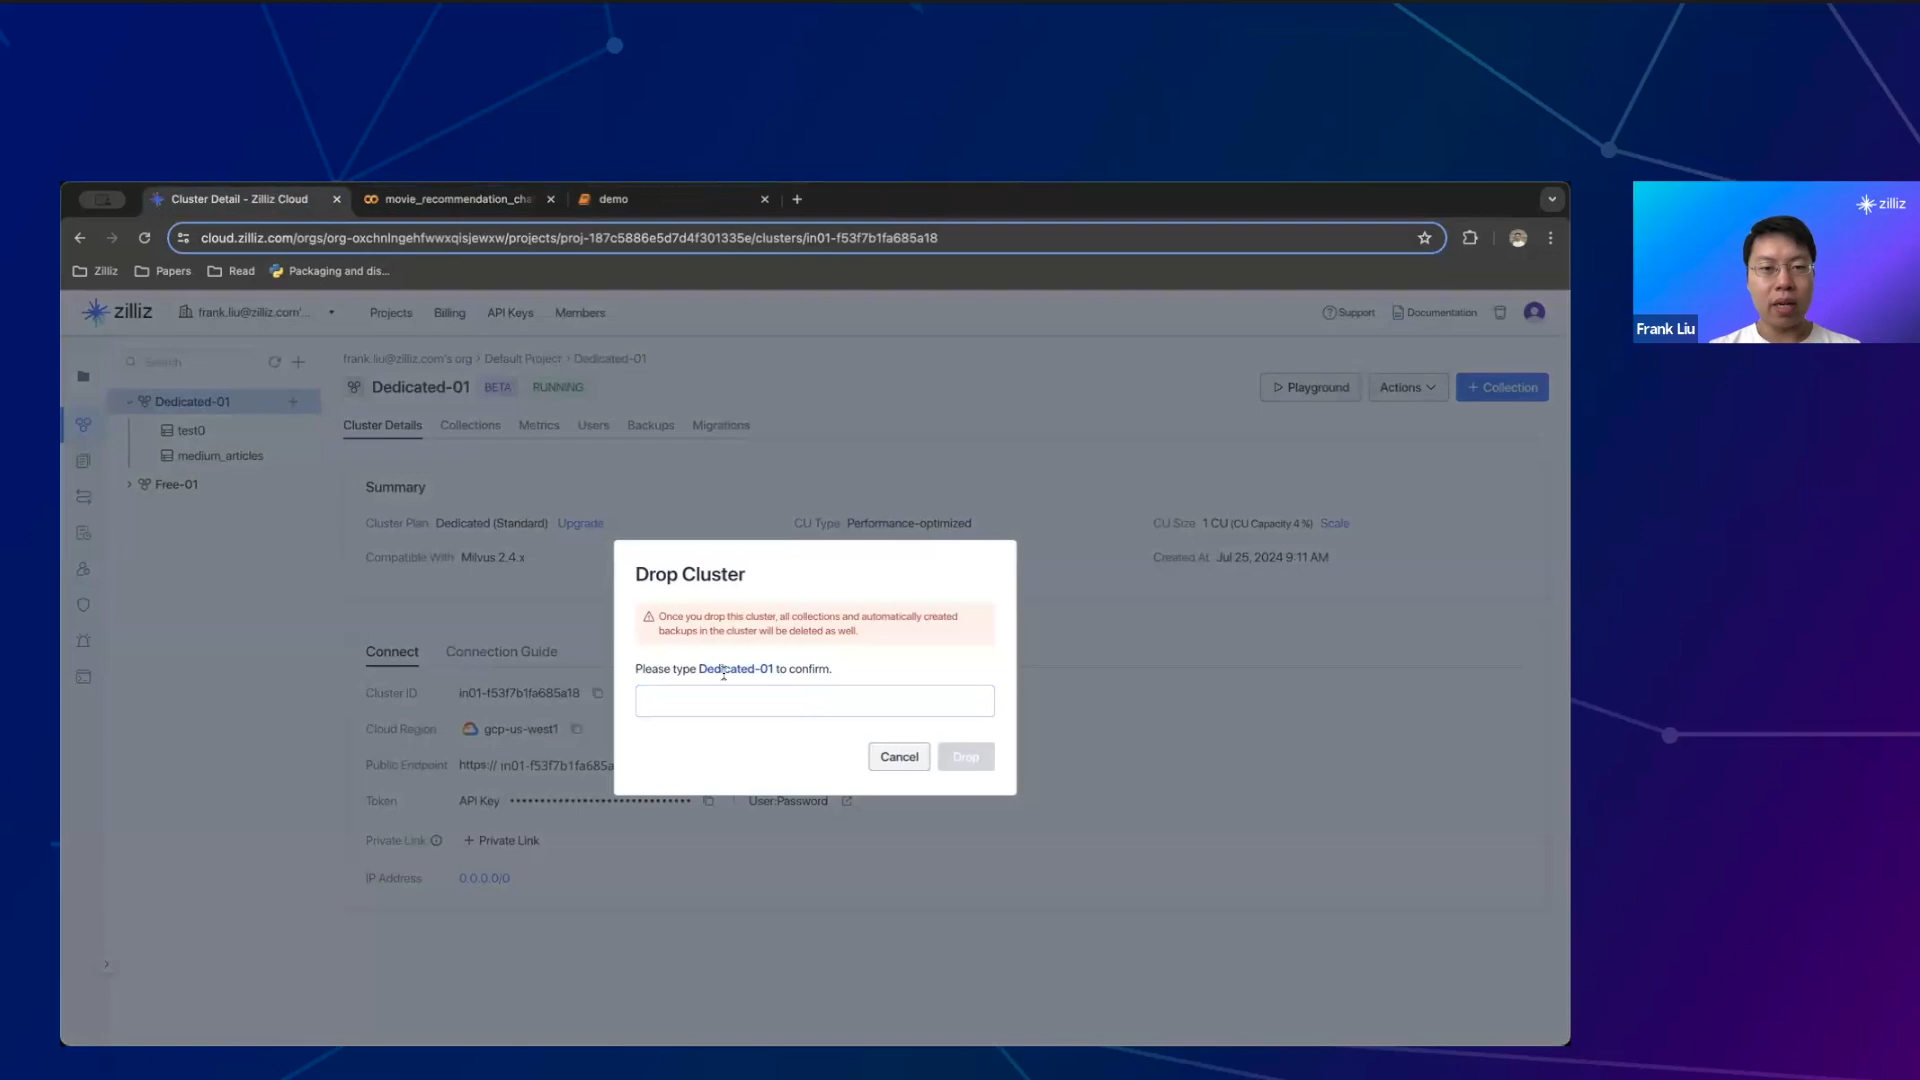 Cluster Detail - Zilliz Cloud
movie_recommendation_cha
demo
cloud.zilliz.com/orgs/org-oxchnlngehfwwxqisjewxw/projects/proj-187c5886e5d7d4f301335e/clusters/in01-f53f7b1fa685a18
Zilliz
Papers
Read
Packaging and dis...
zilliz
frank.liu@zilliz.com'...
Projects
Billing
API Keys
Members
Support
Documentation
zilliz
Frank Liu
Search
Dedicated-01
test0
medium_articles
Free-01
frank.liu@zilliz.com's org > Default Project > Dedicated-01
Dedicated-01 BETA RUNNING
Playground
Actions
+ Collection
Cluster Details
Collections
Metrics
Users
Backups
Migrations
Summary
Cluster Plan Dedicated (Standard) Upgrade
CU Type Performance-optimized
CU Size 1 CU (CU Capacity 4 %) Scale
Compatible With Milvus 2.4.x
Created At Jul 25, 2024 9:11 AM
Drop Cluster
Once you drop this cluster, all collections and automatically created
backups in the cluster will be deleted as well.
Please type Dedicated-01 to confirm.
Cancel
Drop
Connect
Connection Guide
Cluster ID in01-f53f7b1fa685a18
Cloud Region gcp-us-west1
Public Endpoint https:// in01-f53f7b1fa685a
Token API Key •••••••••••••••••••••••••••••• User:Password
Private Link + Private Link
IP Address 0.0.0.0/0